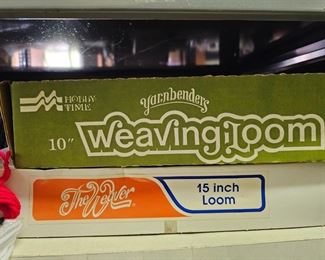 HOBBY
TIME
Yarnbenders
10" Weaving Loom
The Weaver
15 inch
Loom